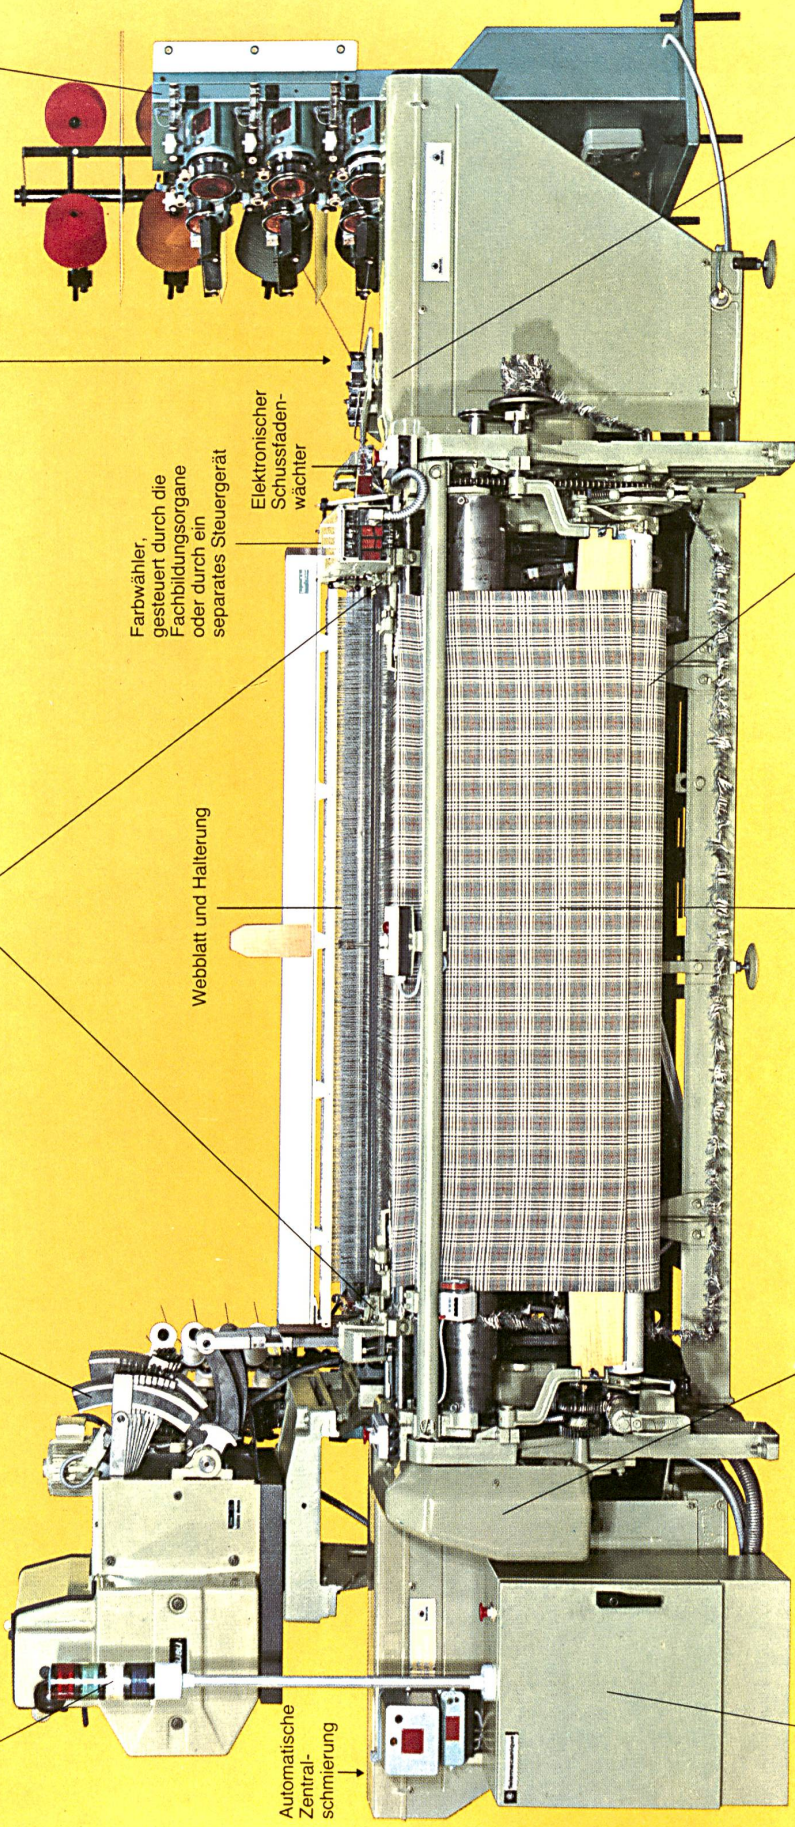 Automatische
Zentral-
schmierung
Webblatt und Halterung
Farbwähler,
gesteuert durch die
Fachbildungsorgane
oder durch ein
separates Steuergerät
Elektronischer
Schussfaden-
wächter